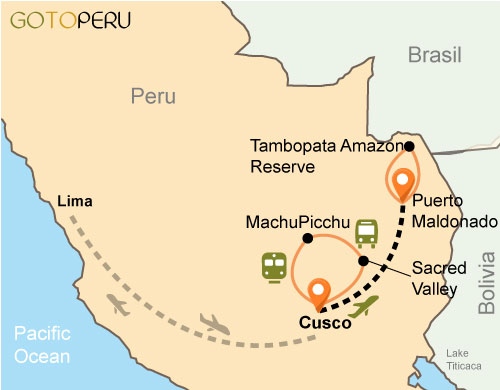 GOTOPERU
Brasil
Peru
Tambopata Amazon
Reserve
Lima
Puerto
Maldonado
MachuPicchu
Sacred
Valley
Bolivia
Cusco
Pacific
Ocean
Lake
Titicaca